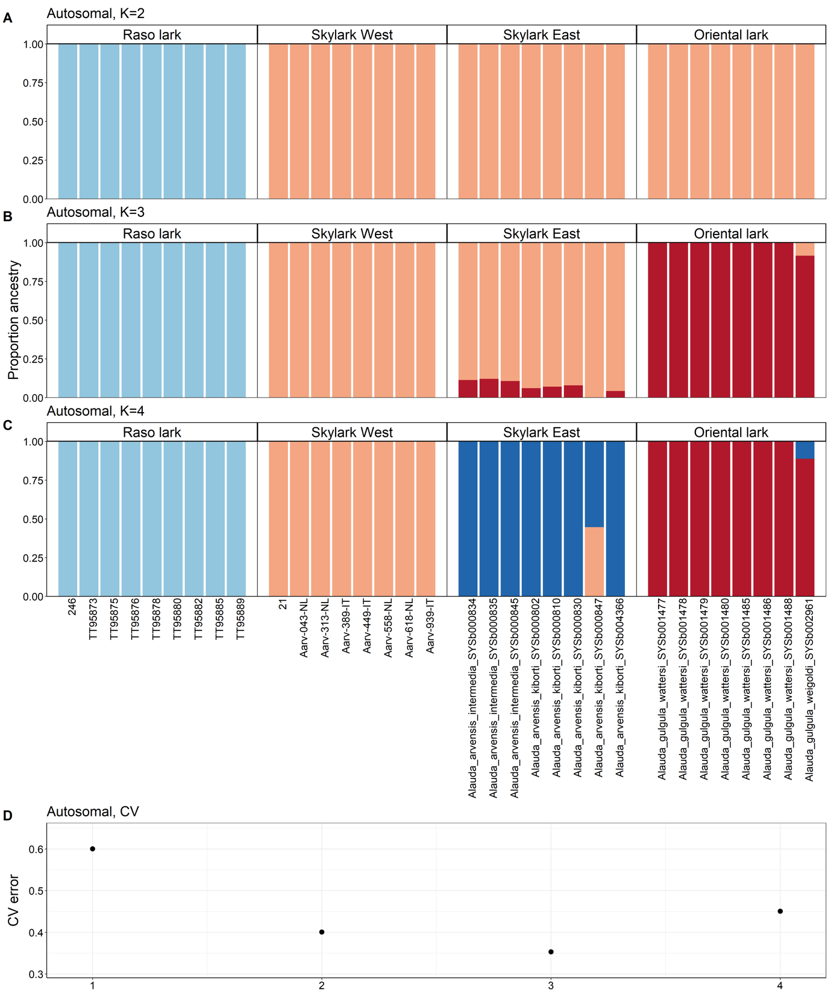 A
Autosomal, K=2
Raso lark
Skylark West
Skylark East
Oriental lark
1.00
0.75
0.50
0.25
0.00
B
Autosomal, K=3
Raso lark
Skylark West
Skylark East
Oriental lark
1.00
0.75
0.50
0.25
0.00
Proportion ancestry
C
Autosomal, K=4
Raso lark
Skylark West
Skylark East
Oriental lark
1.00
0.75
0.50
0.25
0.00
246
TT95873
TT95875
TT95876
TT95878
TT95880
TT95882
TT95885
TT95889
21
Aarv-043-NL
Aarv-313-NL
Aarv-389-IT
Aarv-449-IT
Aarv-558-NL
Aarv-618-NL
Aarv-939-IT
Alauda_arvensis_intermedia_SYSb000834
Alauda_arvensis_intermedia_SYSb000835
Alauda_arvensis_intermedia_SYSb000845
Alauda_arvensis_kiborti_SYSb000802
Alauda_arvensis_kiborti_SYSb000810
Alauda_arvensis_kiborti_SYSb000830
Alauda_arvensis_kiborti_SYSb000847
Alauda_arvensis_kiborti_SYSb004366
Alauda_gulgula_wattersi_SYSb001477
Alauda_gulgula_wattersi_SYSb001478
Alauda_gulgula_wattersi_SYSb001479
Alauda_gulgula_wattersi_SYSb001480
Alauda_gulgula_wattersi_SYSb001485
Alauda_gulgula_wattersi_SYSb001486
Alauda_gulgula_wattersi_SYSb001488
Alauda_gulgula_weigoldi_SYSb002961
D
Autosomal, CV
CV error
0.6
0.5
0.4
0.3
1
2
3
4